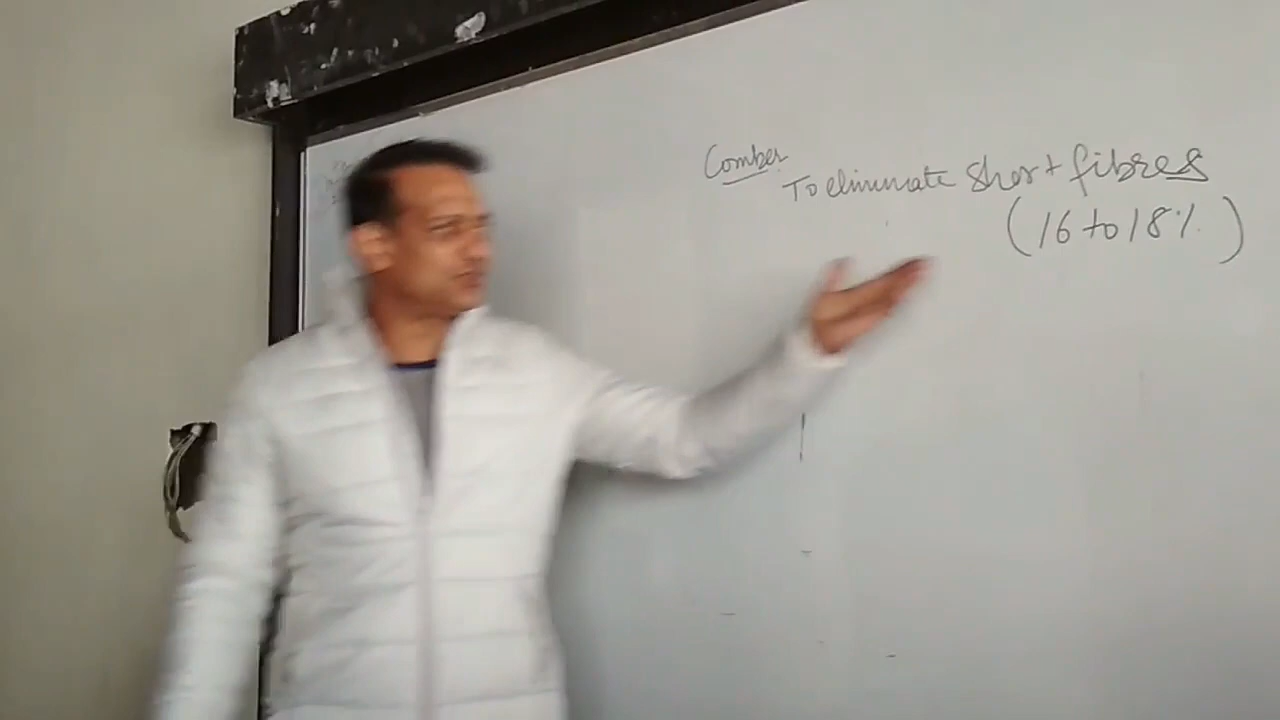 Comber
To eliminate short fibres
(16 to 18%)